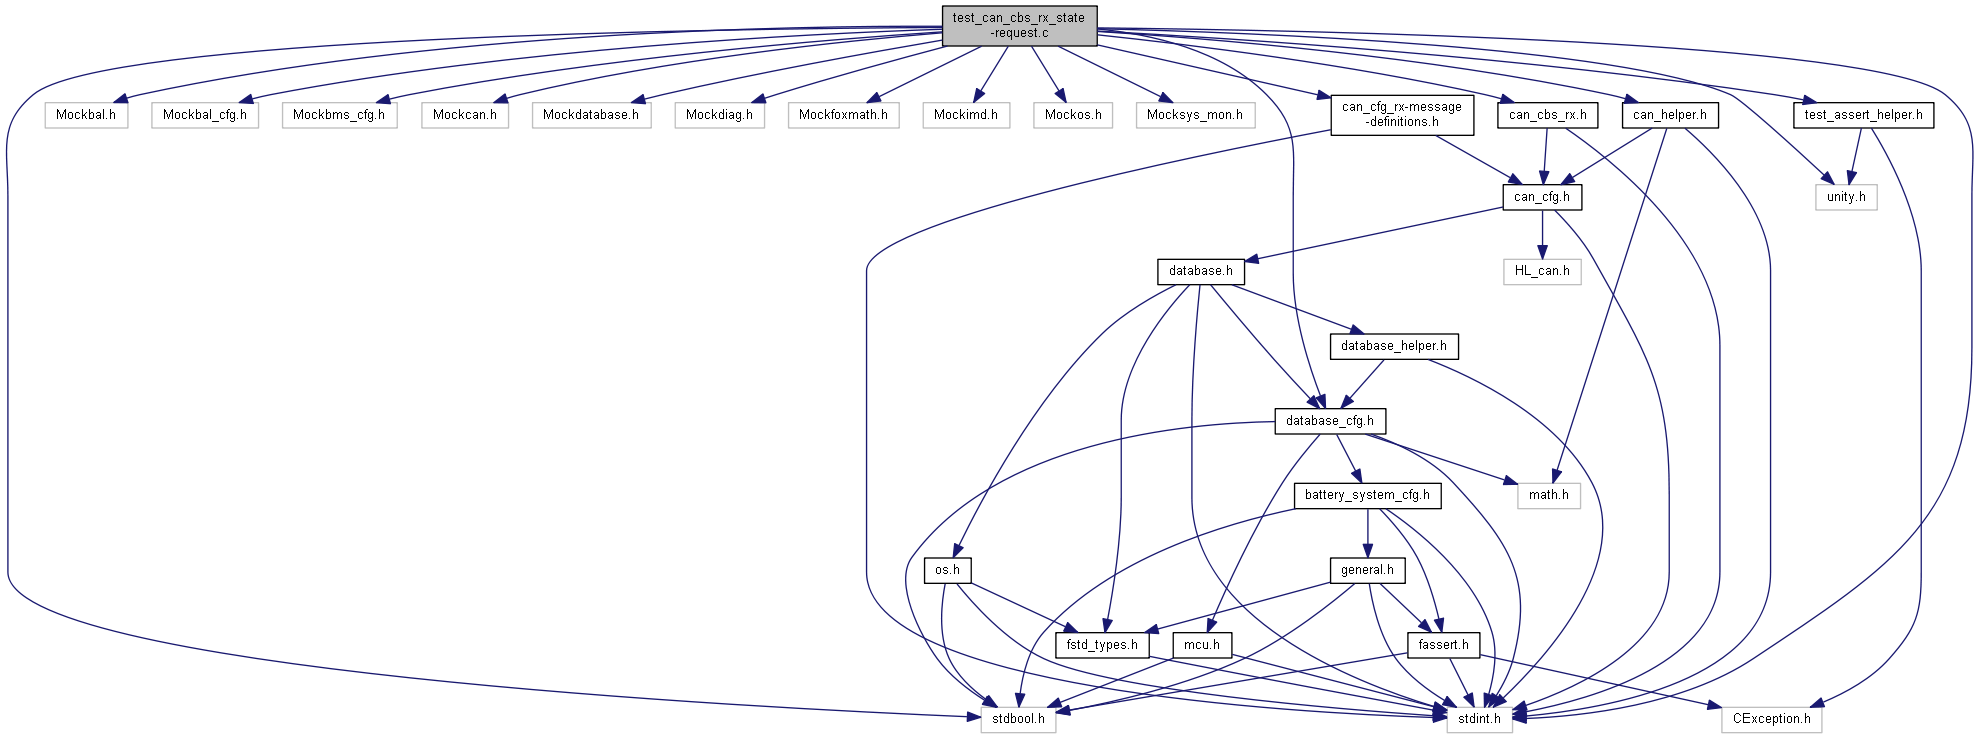 test_can_cbs_rx_state
-request.c
Mockbal.h
Mockbal_cfg.h
Mockbms_cfg.h
Mockcan.h
Mockdatabase.h
Mockdiag.h
Mockfoxmath.h
Mockimd.h
Mockos.h
Mocksys_mon.h
can_cfg_rx-message
-definitions.h
can_cbs_rx.h
can_helper.h
test_assert_helper.h
can_cfg.h
unity.h
database.h
HL_can.h
database_helper.h
database_cfg.h
battery_system_cfg.h
math.h
os.h
general.h
fstd_types.h
mcu.h
fassert.h
stdbool.h
stdint.h
CException.h